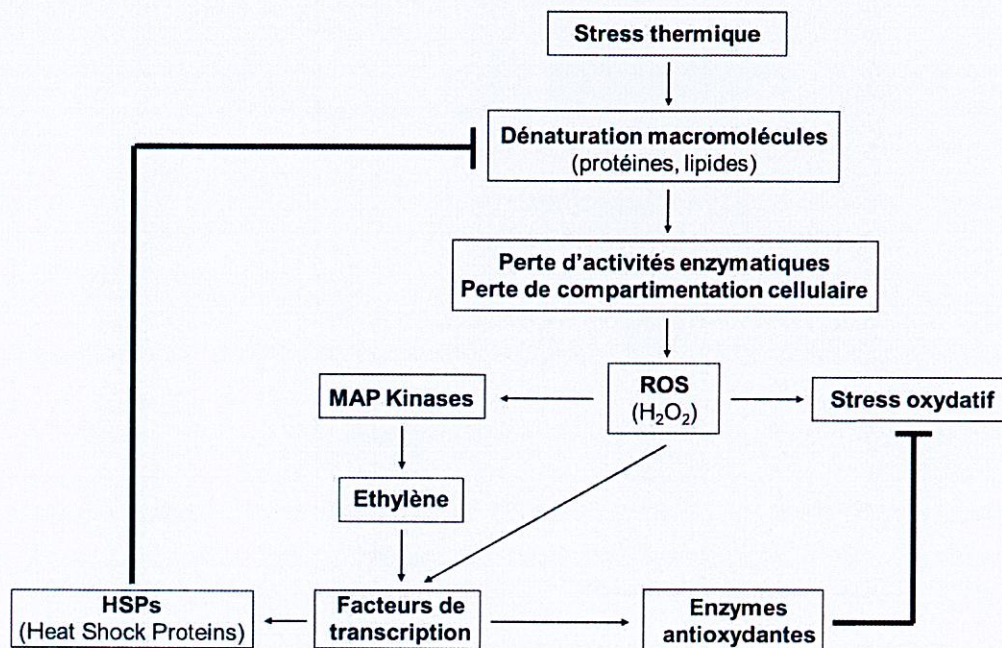 Stress thermique
Dénaturation macromolécules
(protéines, lipides)
Perte d'activités enzymatiques
Perte de compartimentation cellulaire
MAP Kinases
ROS
(H₂O₂)
Stress oxydatif
Ethylène
HSPs
(Heat Shock Proteins)
Facteurs de
transcription
Enzymes
antioxydantes